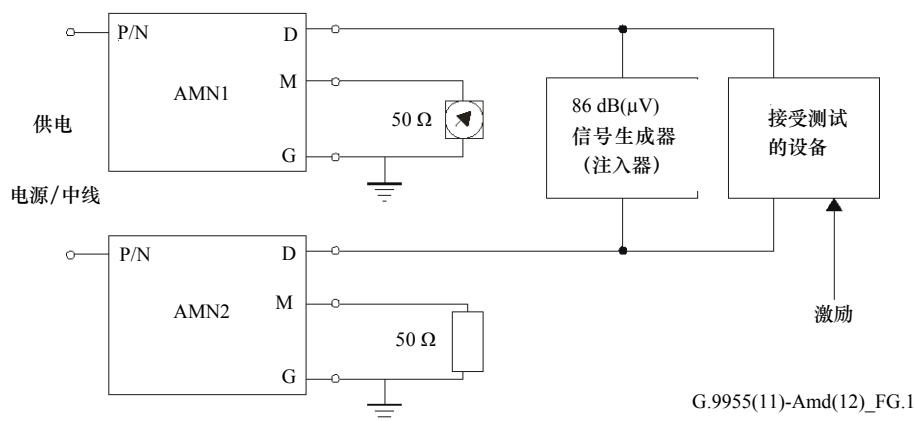 P/N
D
M
AMN1
G
50 Ω
供电
电源/中线
86 dB(μV)
信号生成器
（注入器）
接受测试
的设备
P/N
D
M
AMN2
G
50 Ω
激励
G.9955(11)-Amd(12)_FG.1